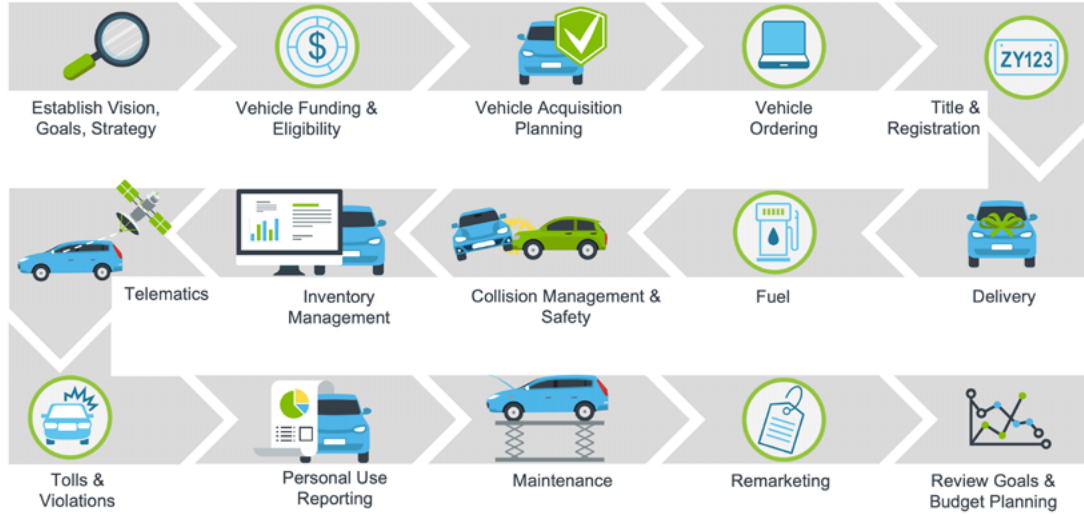 Establish Vision,
Goals, Strategy
$
Vehicle Funding &
Eligibility
Vehicle Acquisition
Planning
Vehicle
Ordering
ZY123
Title &
Registration
Delivery
Fuel
Collision Management &
Safety
Inventory
Management
Telematics
Tolls &
Violations
Personal Use
Reporting
Maintenance
Remarketing
Review Goals &
Budget Planning